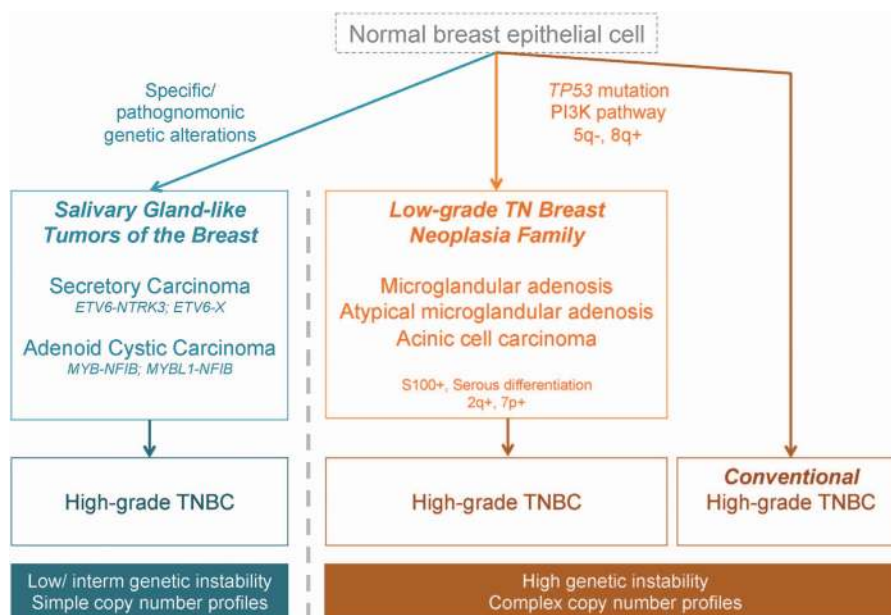 Normal breast epithelial cell
Specific/
pathognomonic
genetic alterations
TP53 mutation
PI3K pathway
5q-, 8q+
Salivary Gland-like
Tumors of the Breast
Secretory Carcinoma
ETV6-NTRK3; ETV6-X
Adenoid Cystic Carcinoma
MYB-NFIB; MYBL1-NFIB
Low-grade TN Breast
Neoplasia Family
Microglandular adenosis
Atypical microglandular adenosis
Acinic cell carcinoma
S100+, Serous differentiation
2q+, 7p+
High-grade TNBC
High-grade TNBC
Conventional
High-grade TNBC
Low/ interm genetic instability
Simple copy number profiles
High genetic instability
Complex copy number profiles